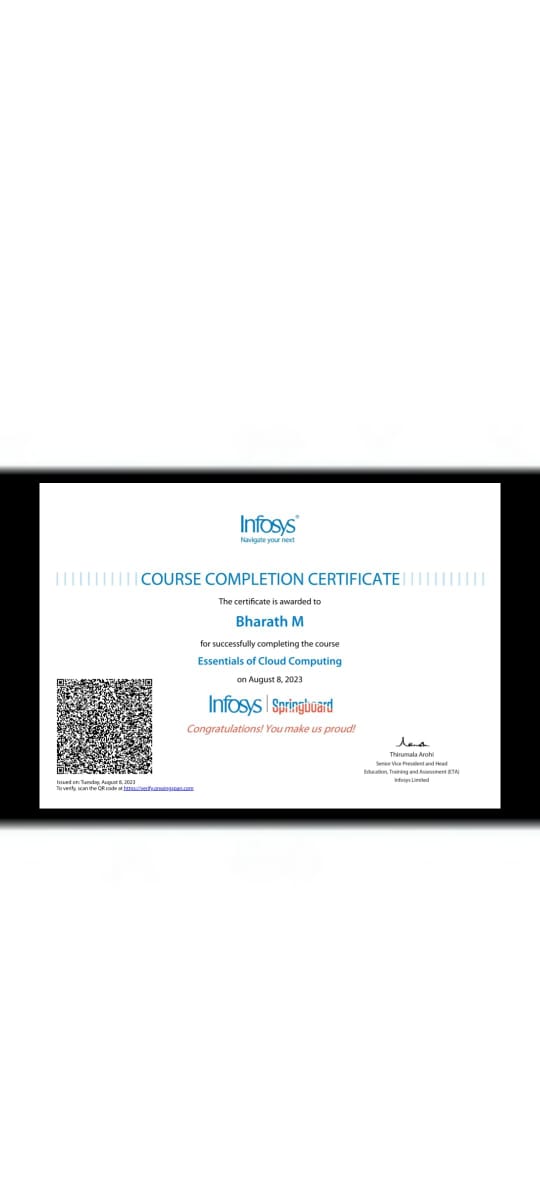 Infosys®
Navigate your next
COURSE COMPLETION CERTIFICATE
The certificate is awarded to
Bharath M
for successfully completing the course
Essentials of Cloud Computing
on August 8, 2023
Infosys | Springboard
Congratulations! You make us proud!
Issued on: Tuesday, August 8, 2023
To verify, scan the QR code at https://verify.onwingspan.com
Thirumala Arohi
Senior Vice President and Head
Education, Training and Assessment (ETA)
Infosys Limited